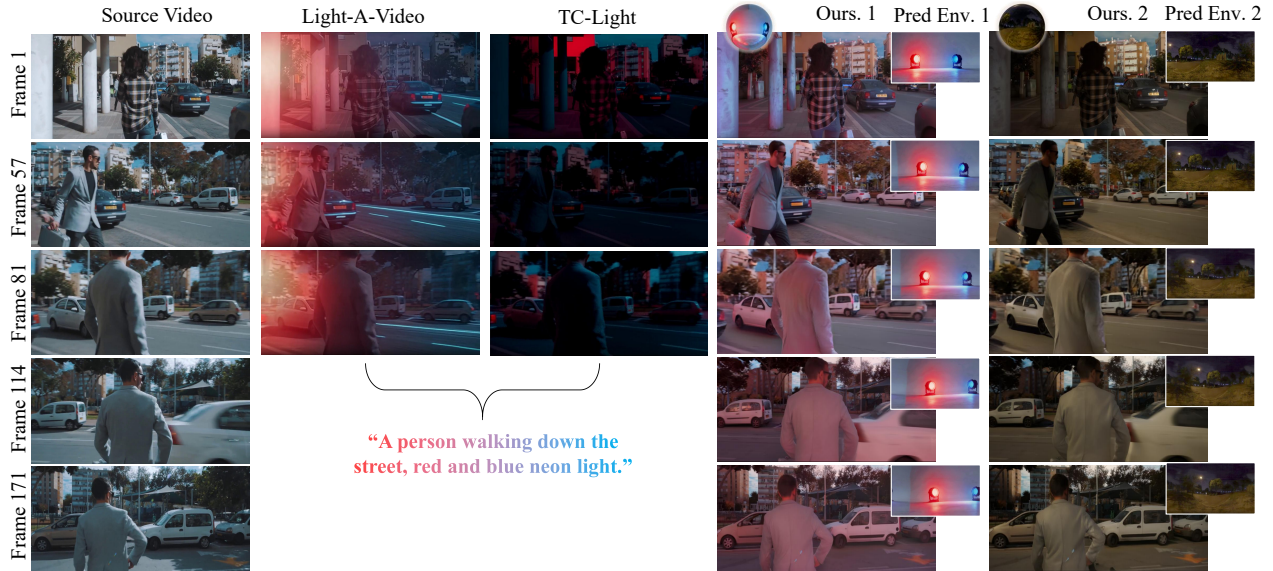 Source Video
Light-A-Video
TC-Light
Ours. 1
Pred Env. 1
Ours. 2
Pred Env. 2
Frame 1
Frame 57
Frame 81
Frame 114
Frame 171
“A person walking down the
street, red and blue neon light.”